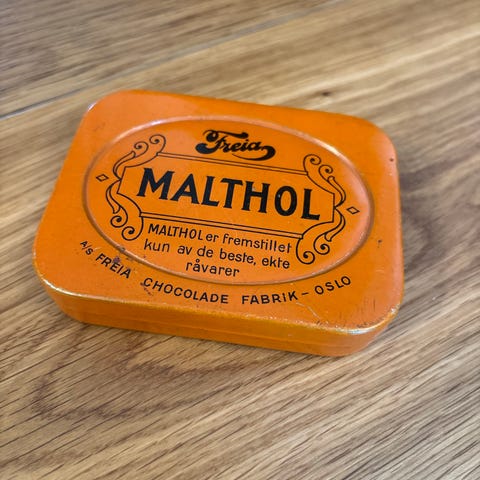 Freia
MALTHOL
MALTHOL er fremstillet
kun av de beste, ekte
råvarer
A/S FREIA CHOCOLADE FABRIK - OSLO